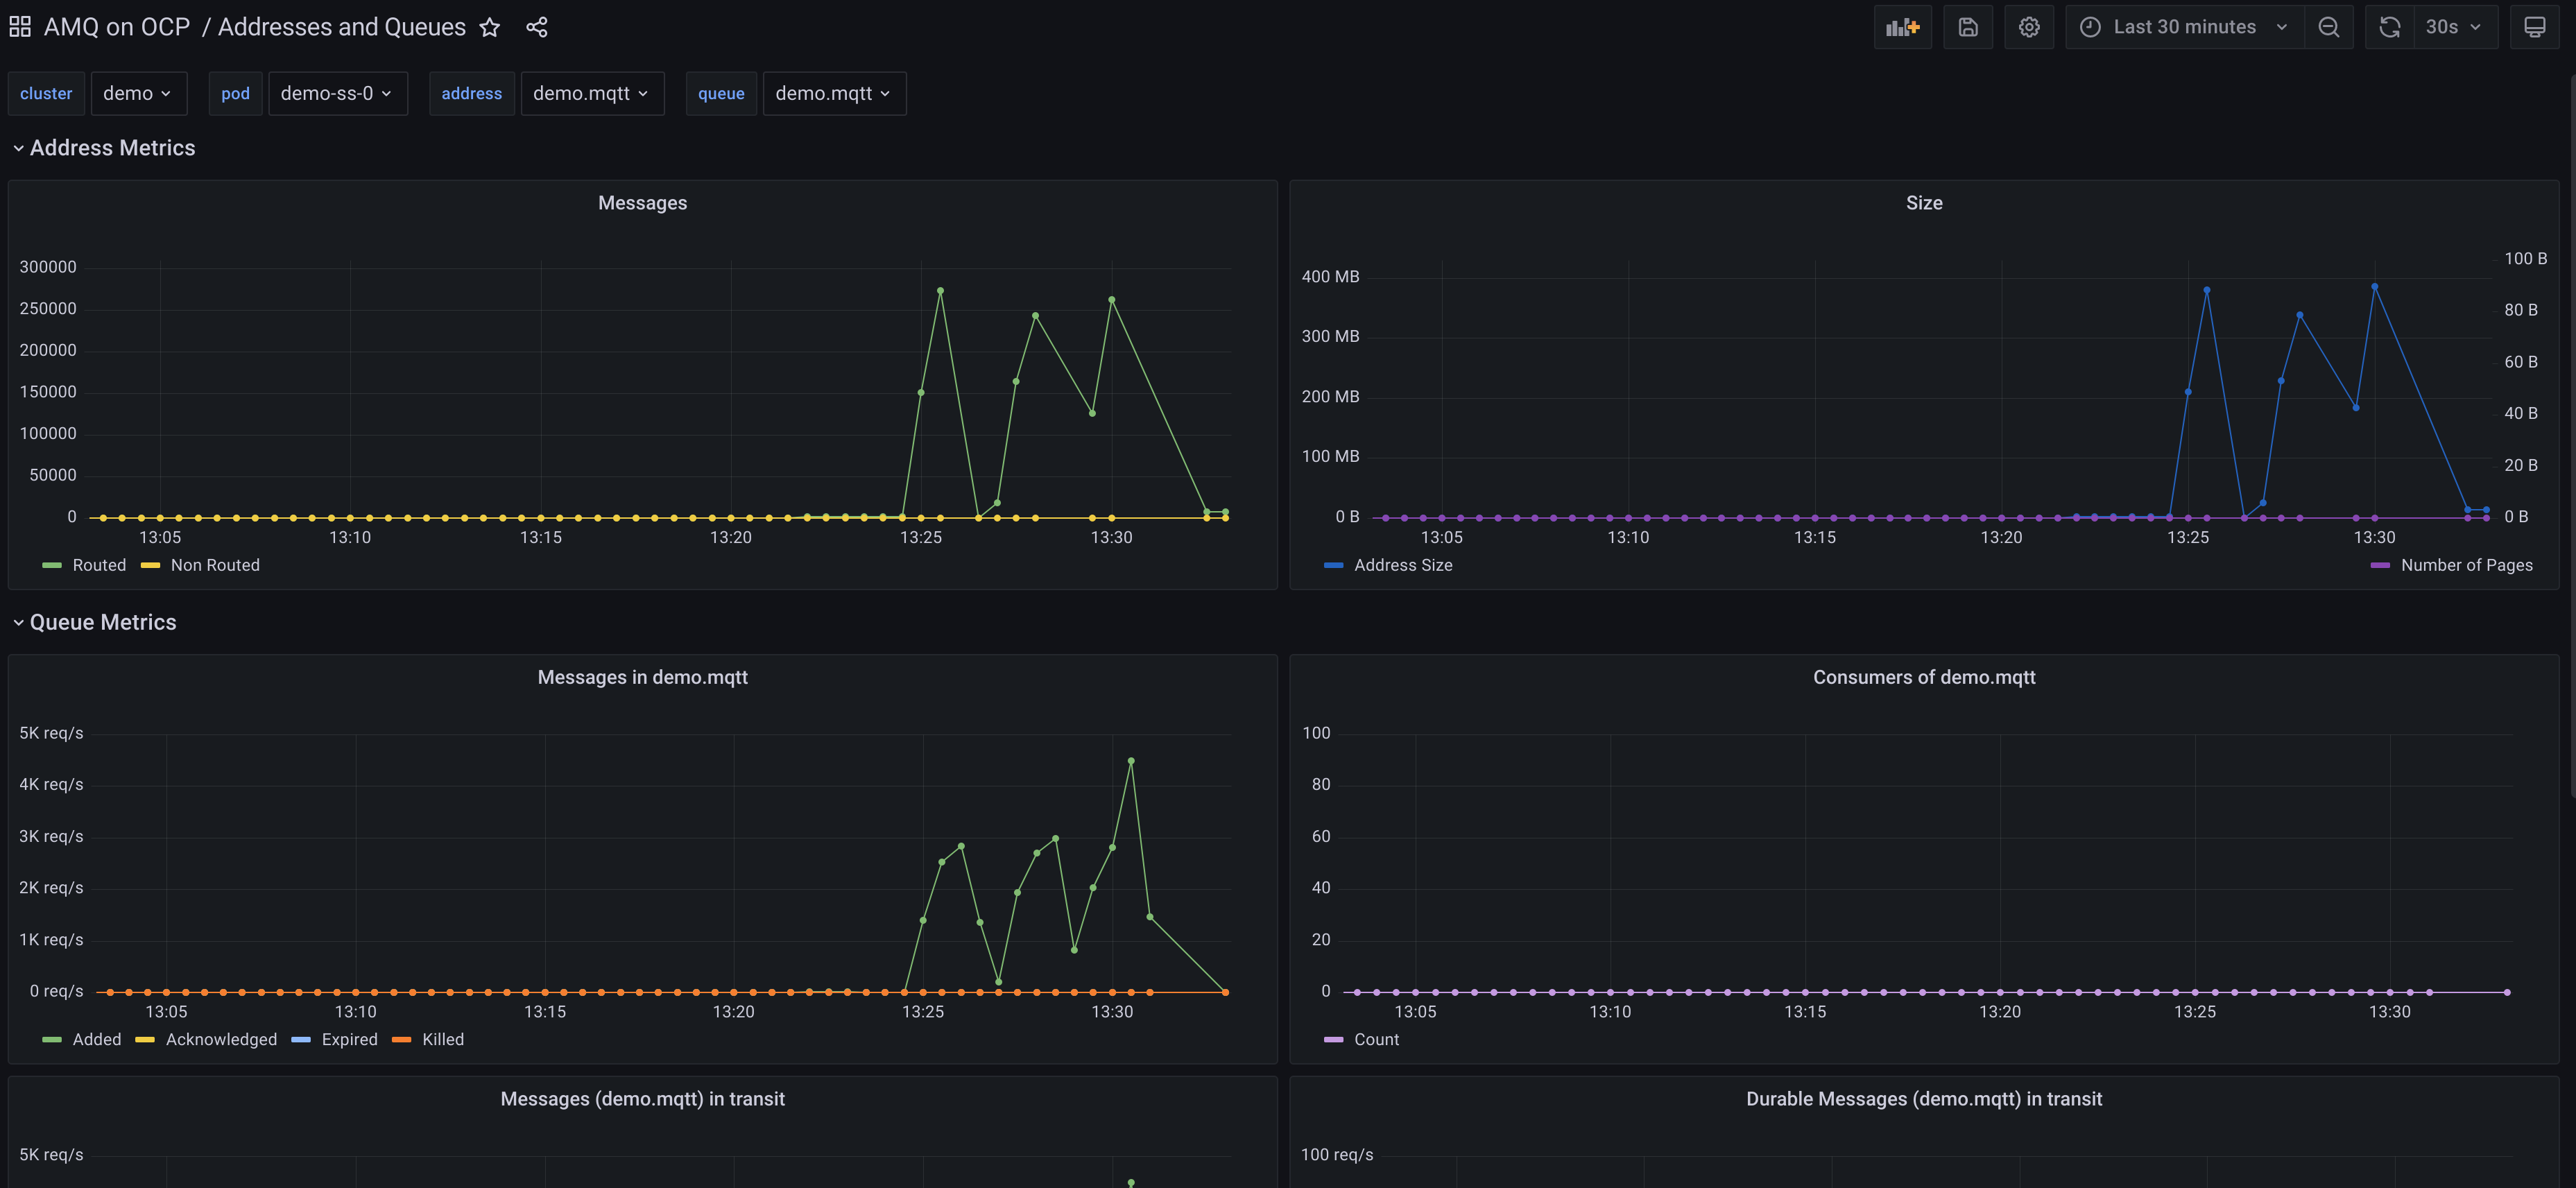 AMQ on OCP / Addresses and Queues
Last 30 minutes
30s
cluster demo pod demo-ss-0 address demo.mqtt queue demo.mqtt
Address Metrics
Messages
300000
250000
200000
150000
100000
50000
0
13:05 13:10 13:15 13:20 13:25 13:30
Routed Non Routed
Size
400 MB
300 MB
200 MB
100 MB
0 B
100 B
80 B
60 B
40 B
20 B
0 B
13:05 13:10 13:15 13:20 13:25 13:30
Address Size Number of Pages
Queue Metrics
Messages in demo.mqtt
5K req/s
4K req/s
3K req/s
2K req/s
1K req/s
0 req/s
13:05 13:10 13:15 13:20 13:25 13:30
Added Acknowledged Expired Killed
Consumers of demo.mqtt
100
80
60
40
20
0
13:05 13:10 13:15 13:20 13:25 13:30
Count
Messages (demo.mqtt) in transit
5K req/s
Durable Messages (demo.mqtt) in transit
100 req/s